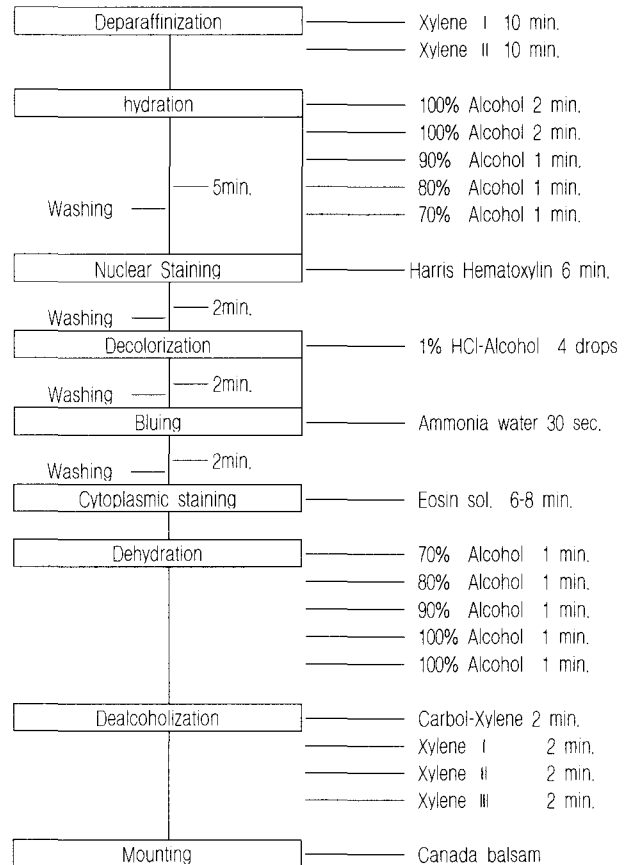 Deparaffinization Xylene I 10 min.
Xylene II 10 min.
hydration 100% Alcohol 2 min.
100% Alcohol 2 min.
90% Alcohol 1 min.
5min. 80% Alcohol 1 min.
Washing 70% Alcohol 1 min.
Nuclear Staining Harris Hematoxylin 6 min.
2min.
Washing
Decolorization 1% HCl-Alcohol 4 drops
2min.
Washing
Bluing Ammonia water 30 sec.
2min.
Washing
Cytoplasmic staining Eosin sol. 6-8 min.
Dehydration 70% Alcohol 1 min.
80% Alcohol 1 min.
90% Alcohol 1 min.
100% Alcohol 1 min.
100% Alcohol 1 min.
Dealcoholization Carbol-Xylene 2 min.
Xylene I 2 min.
Xylene II 2 min.
Xylene III 2 min.
Mounting Canada balsam